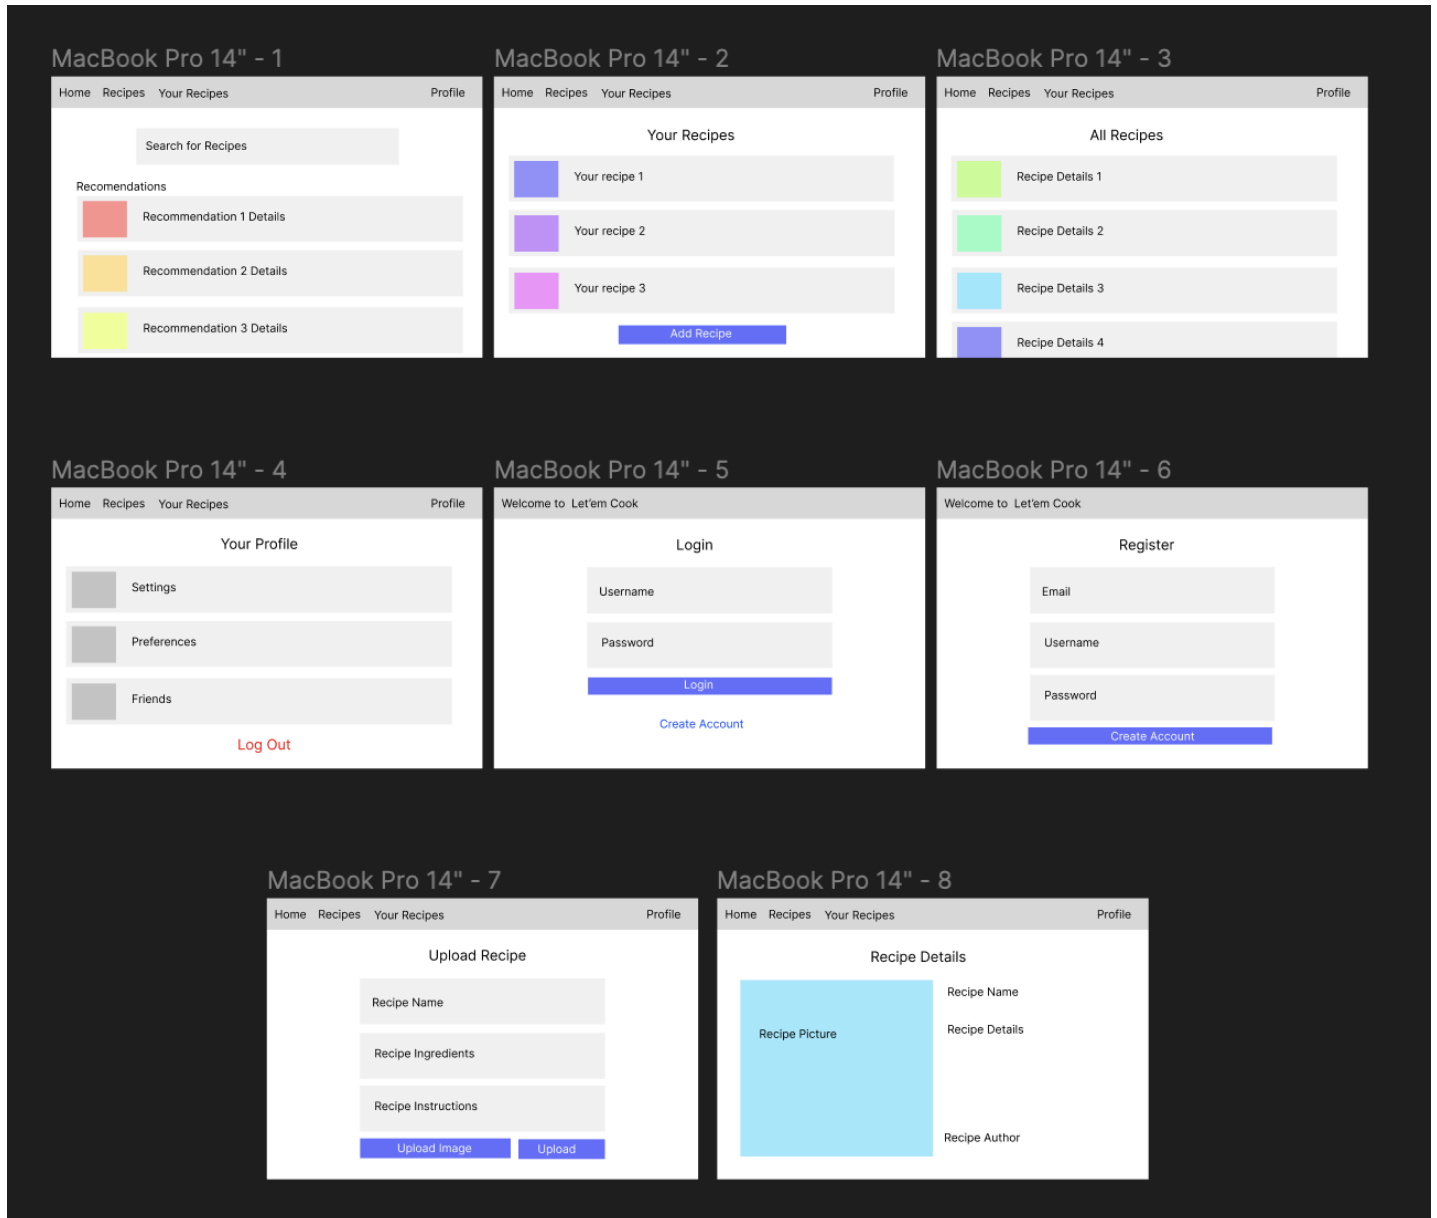 MacBook Pro 14" - 1
Home Recipes Your Recipes Profile
Search for Recipes
Recomendations
Recommendation 1 Details
Recommendation 2 Details
Recommendation 3 Details
MacBook Pro 14" - 2
Home Recipes Your Recipes Profile
Your Recipes
Your recipe 1
Your recipe 2
Your recipe 3
Add Recipe
MacBook Pro 14" - 3
Home Recipes Your Recipes Profile
All Recipes
Recipe Details 1
Recipe Details 2
Recipe Details 3
Recipe Details 4
MacBook Pro 14" - 4
Home Recipes Your Recipes Profile
Your Profile
Settings
Preferences
Friends
Log Out
MacBook Pro 14" - 5
Welcome to Let'em Cook
Login
Username
Password
Login
Create Account
MacBook Pro 14" - 6
Welcome to Let'em Cook
Register
Email
Username
Password
Create Account
MacBook Pro 14" - 7
Home Recipes Your Recipes Profile
Upload Recipe
Recipe Name
Recipe Ingredients
Recipe Instructions
Upload Image Upload
MacBook Pro 14" - 8
Home Recipes Your Recipes Profile
Recipe Details
Recipe Picture
Recipe Name
Recipe Details
Recipe Author